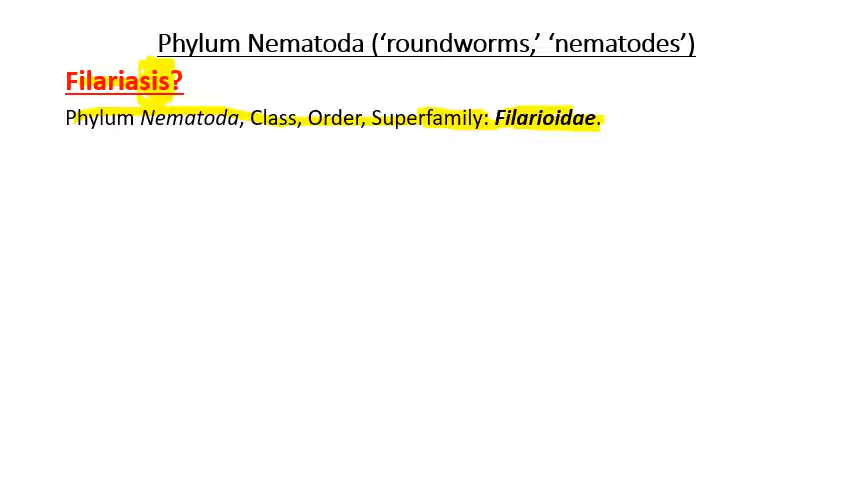 Phylum Nematoda (‘roundworms,’ ‘nematodes’)
Filariasis?
Phylum Nematoda, Class, Order, Superfamily: Filarioidae.